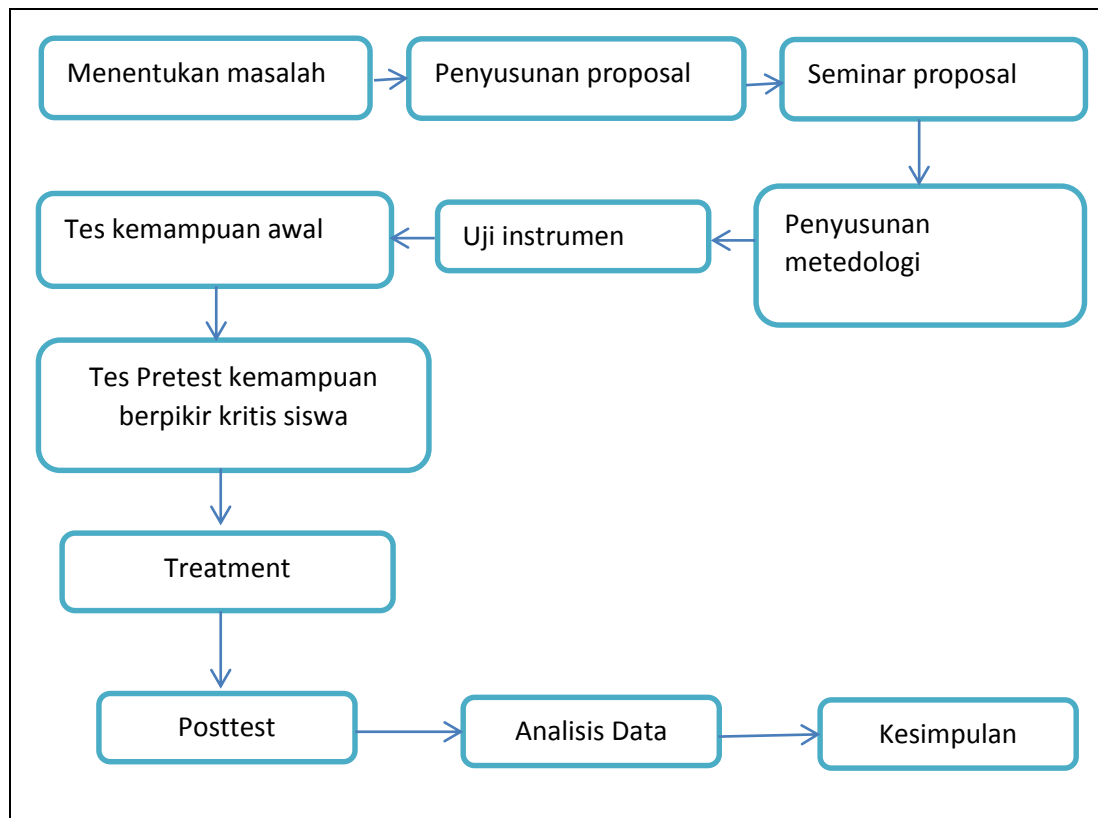 Menentukan masalah
Penyusunan proposal
Seminar proposal
Penyusunan
metedologi
Uji instrumen
Tes kemampuan awal
Tes Pretest kemampuan
berpikir kritis siswa
Treatment
Posttest
Analisis Data
Kesimpulan